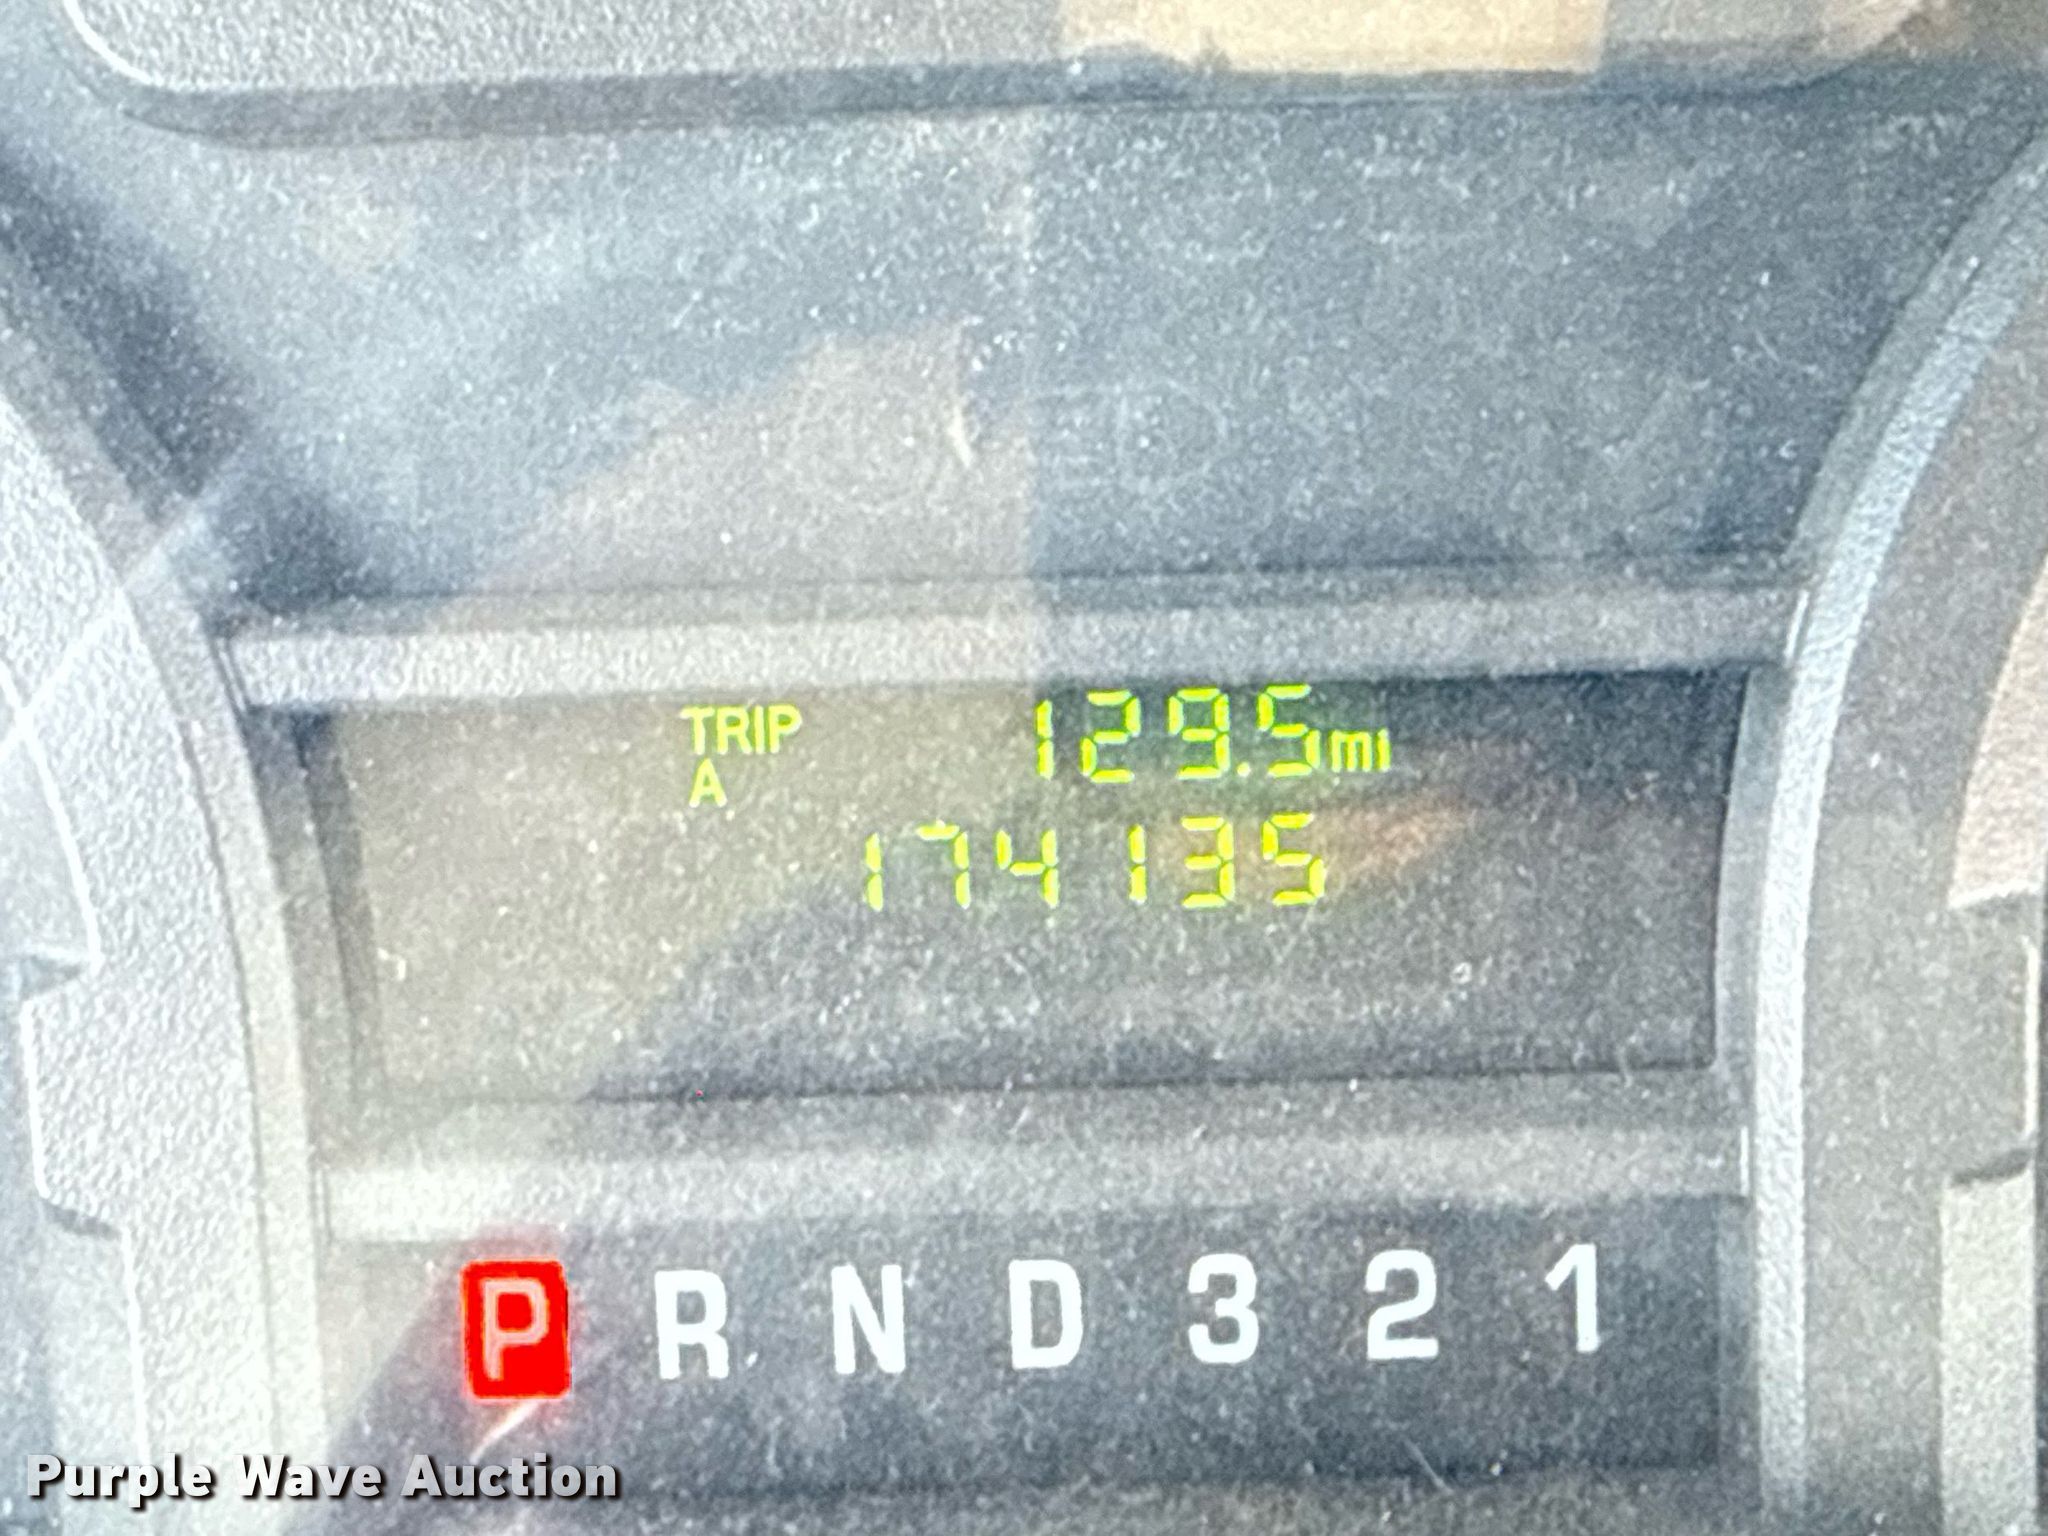 TRIP 129.5mi
A
174135
P R N D 3 2 1
Purple Wave Auction